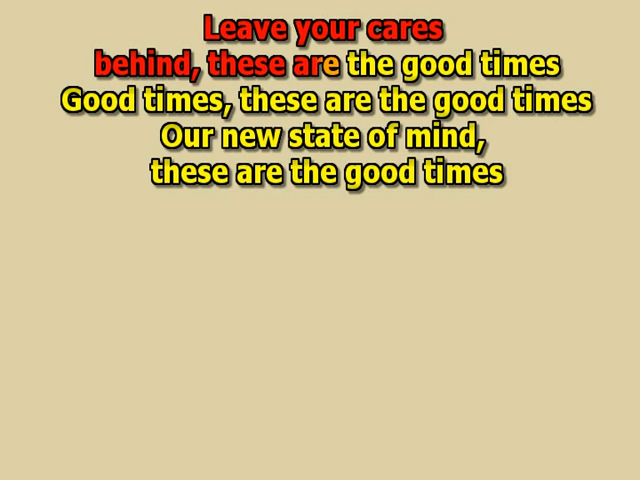 Leave your cares
behind, these are the good times
Good times, these are the good times
Our new state of mind,
these are the good times